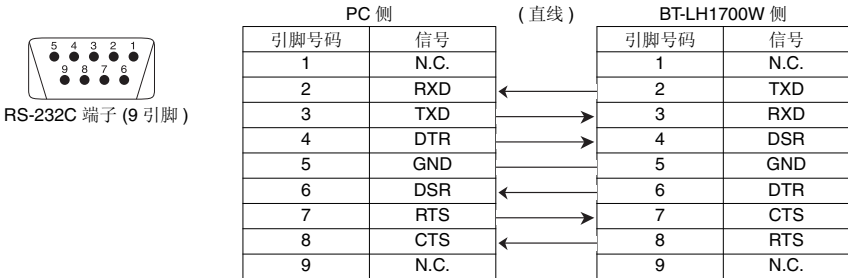 PC 侧 ( 直线 ) BT-LH1700W 侧
引脚号码 信号 引脚号码 信号
1 N.C. 1 N.C.
2 RXD 2 TXD
3 TXD 3 RXD
4 DTR 4 DSR
5 GND 5 GND
6 DSR 6 DTR
7 RTS 7 CTS
8 CTS 8 RTS
9 N.C. 9 N.C.
5 4 3 2 1
9 8 7 6
RS-232C 端子 (9 引脚 )